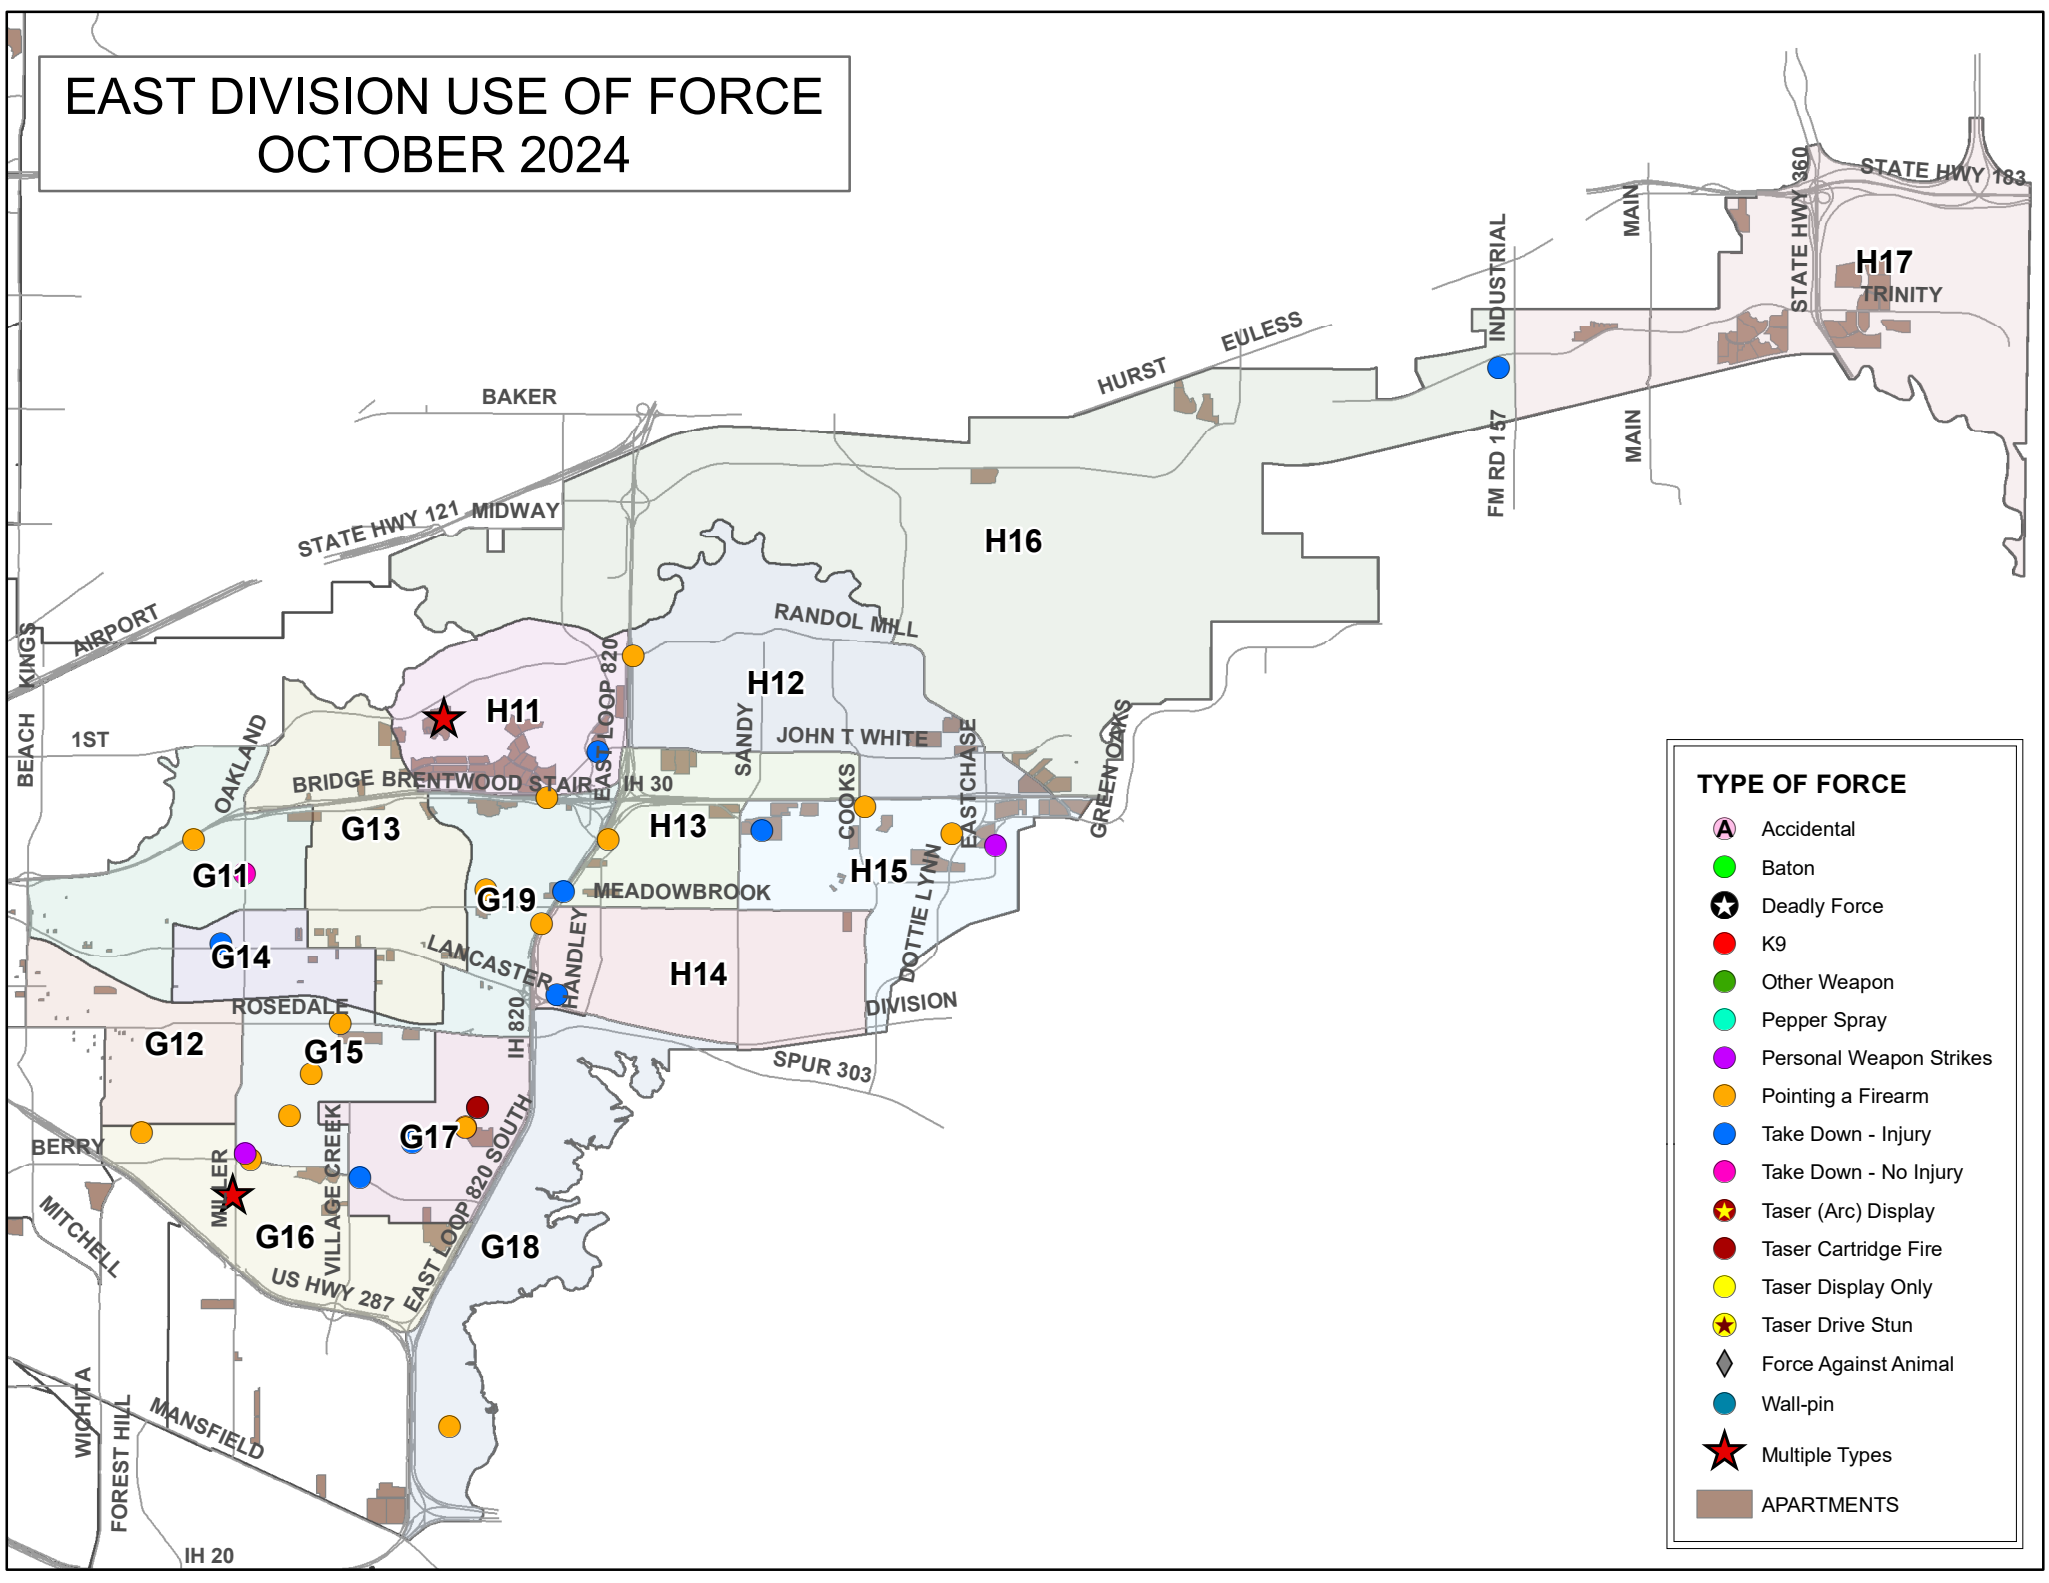 EAST DIVISION USE OF FORCE
OCTOBER 2024
STATE HWY 360
STATE HWY 183
MAIN
INDUSTRIAL
H17
TRINITY
EULESS
HURST
BAKER
FM RD 157
MAIN
STATE HWY 121
MIDWAY
H16
AIRPORT
KINGS
RANDOL MILL
EAST LOOP 820
H12
H11
OAKLAND
1ST
BEACH
SANDY
JOHN T WHITE
EASTCHASE
GREEN OAKS
BRIDGE
BRENTWOOD STAIR
IH 30
COOKS
G13
H13
G11
H15
G19
MEADOWBROOK
DOTTIE LYNN
HANDLEY
LANCASTER
G14
H14
ROSEDALE
IH 820
DIVISION
G12
G15
SPUR 303
BERRY
G17
MILLER
VILLAGE CREEK
EAST LOOP 820 SOUTH
MITCHELL
G16
G18
US HWY 287
WICHITA
FOREST HILL
MANSFIELD
IH 20
TYPE OF FORCE
A
Accidental
Baton
Deadly Force
K9
Other Weapon
Pepper Spray
Personal Weapon Strikes
Pointing a Firearm
Take Down - Injury
Take Down - No Injury
Taser (Arc) Display
Taser Cartridge Fire
Taser Display Only
Taser Drive Stun
Force Against Animal
Wall-pin
Multiple Types
APARTMENTS